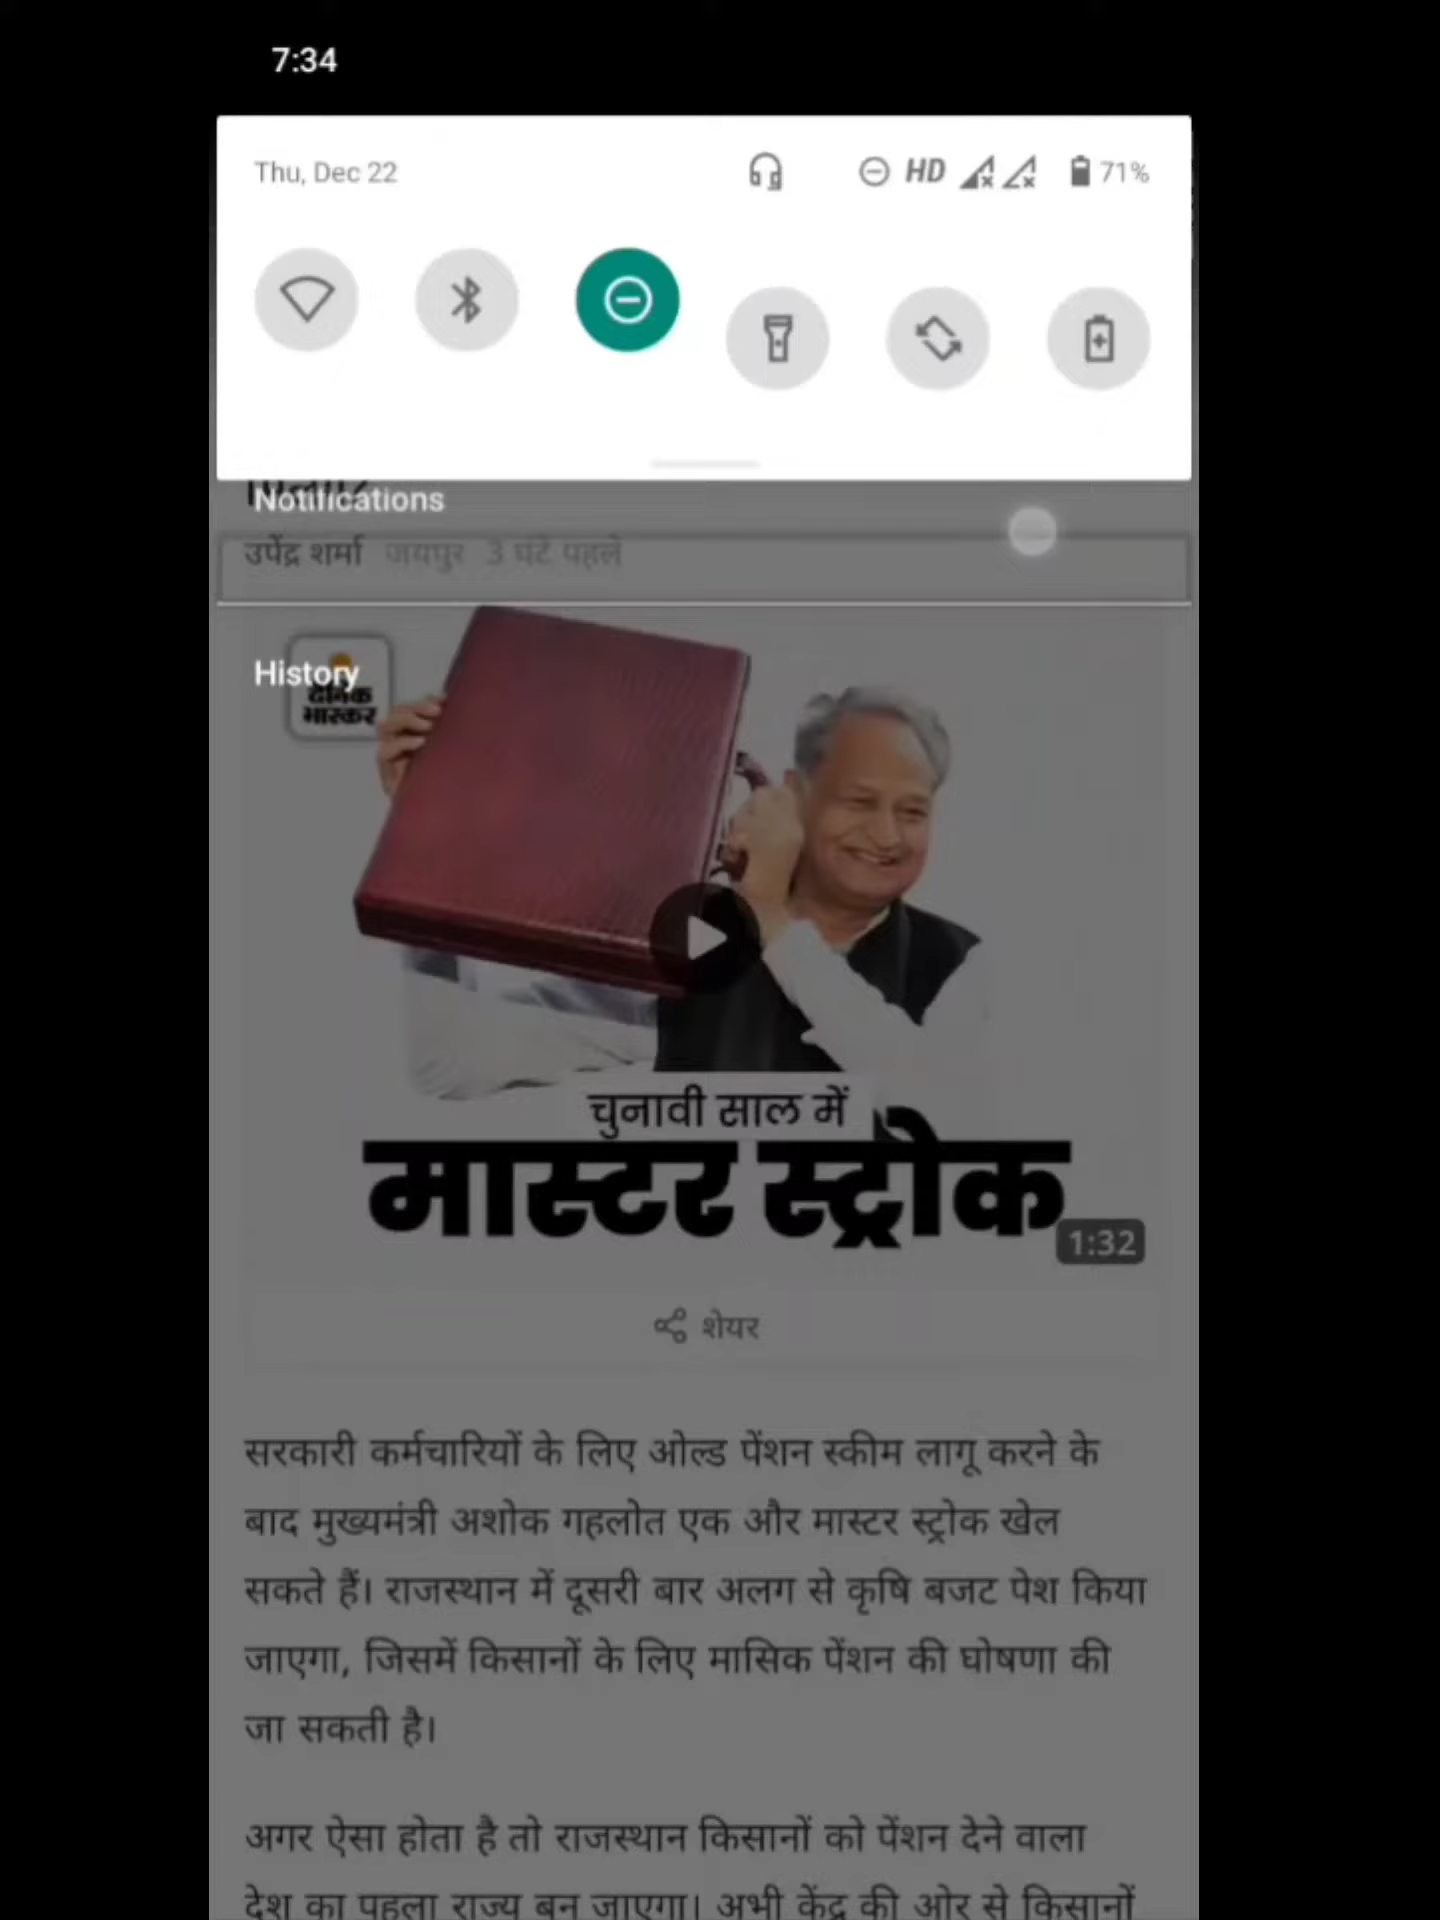 7:34
Thu, Dec 22
HD
71%
Notifications
उपेंद्र शर्मा जयपुर 3 घंटे पहले
History
दैनिक
भास्कर
चुनावी साल में
मास्टर स्ट्रोक
1:32
शेयर
सरकारी कर्मचारियों के लिए ओल्ड पेंशन स्कीम लागू करने के
बाद मुख्यमंत्री अशोक गहलोत एक और मास्टर स्ट्रोक खेल
सकते हैं। राजस्थान में दूसरी बार अलग से कृषि बजट पेश किया
जाएगा, जिसमें किसानों के लिए मासिक पेंशन की घोषणा की
जा सकती है।
अगर ऐसा होता है तो राजस्थान किसानों को पेंशन देने वाला
देश का पहला राज्य बन जाएगा। अभी केंद्र की ओर से किसानों